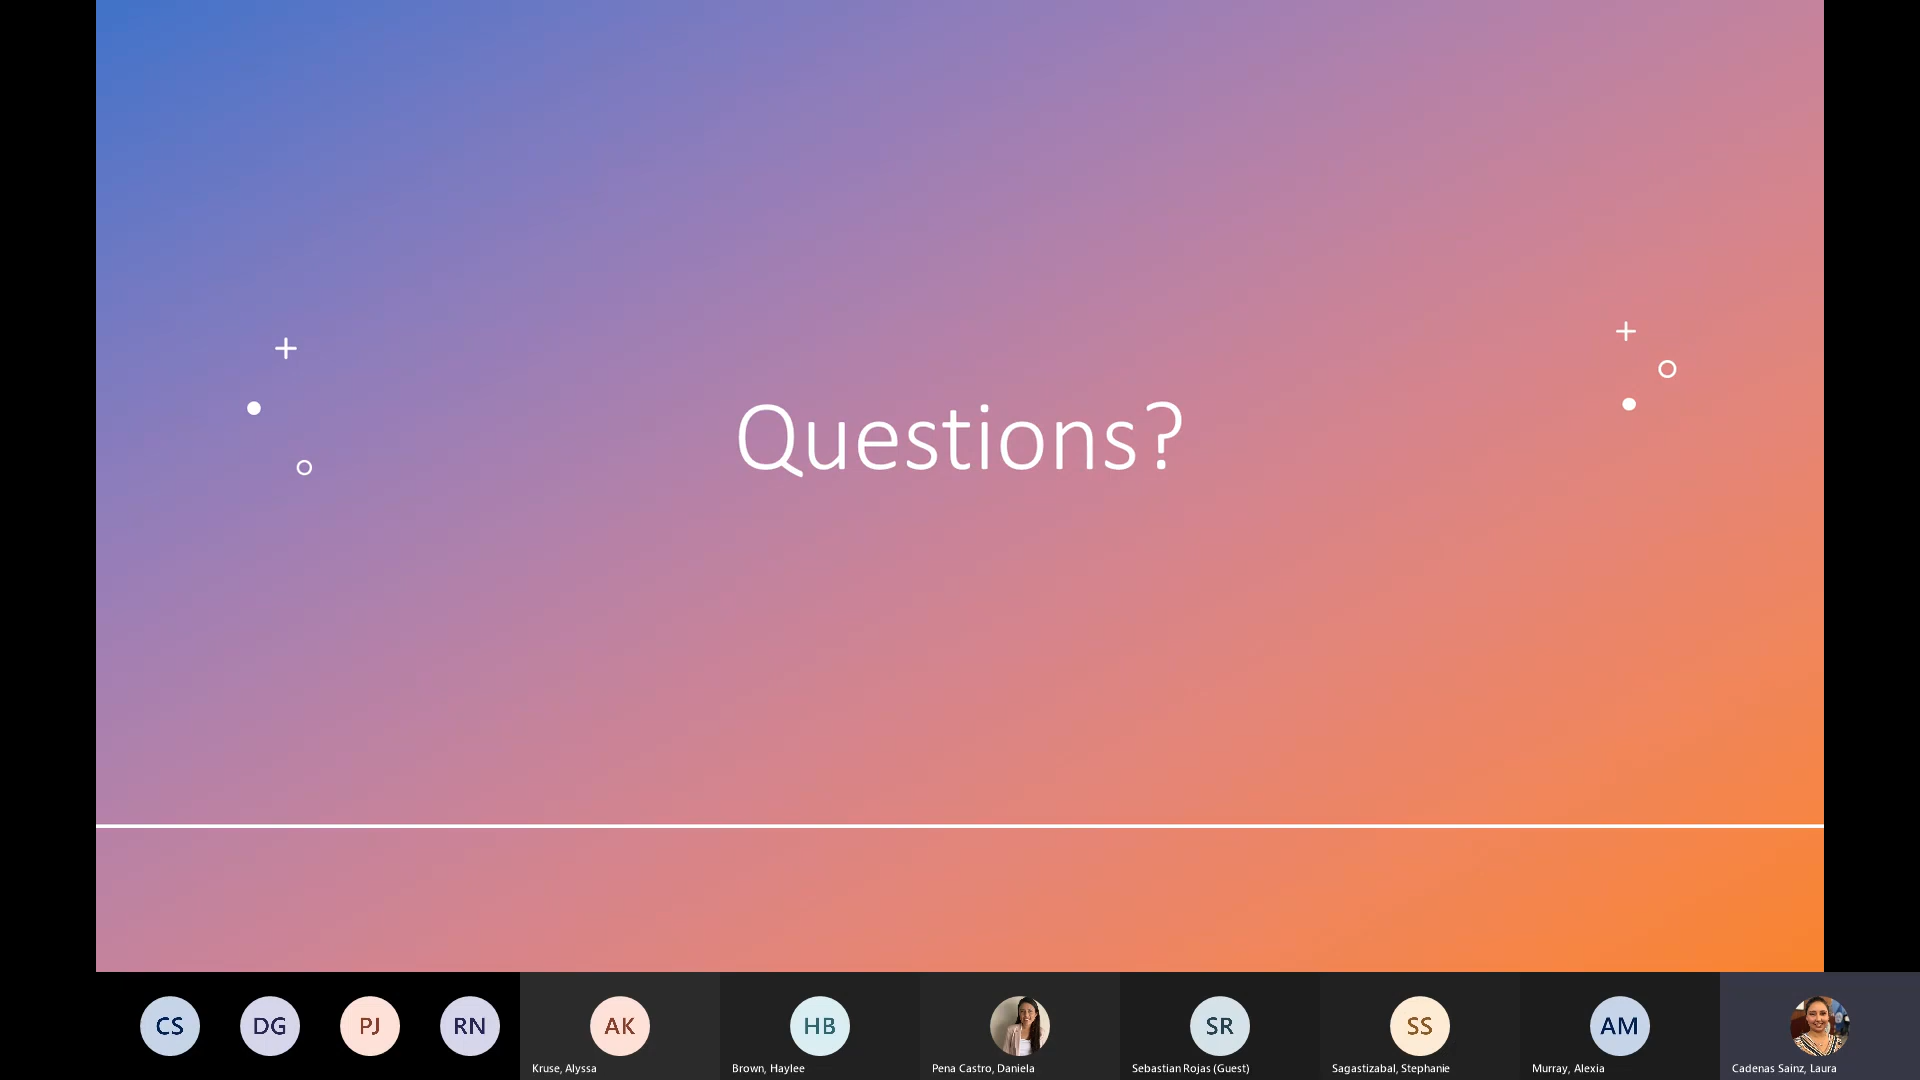 Questions?
CS
DG
PJ
RN
AK
HB
SR
SS
AM
Kruse, Alyssa
Brown, Haylee
Pena Castro, Daniela
Sebastian Rojas (Guest)
Sagastizabal, Stephanie
Murray, Alexia
Cadenas Sainz, Laura